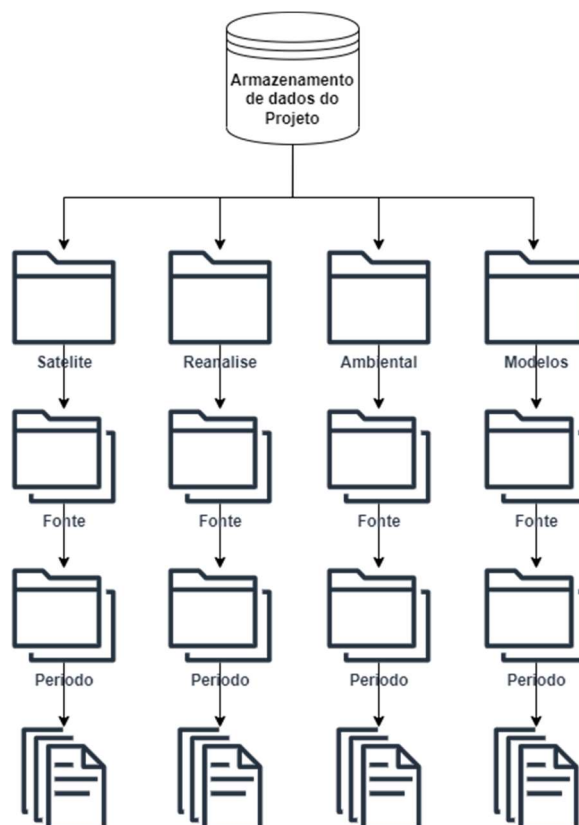 Armazenamento
de dados do
Projeto
Satelite
Reanalise
Ambiental
Modelos
Fonte
Fonte
Fonte
Fonte
Periodo
Periodo
Periodo
Periodo